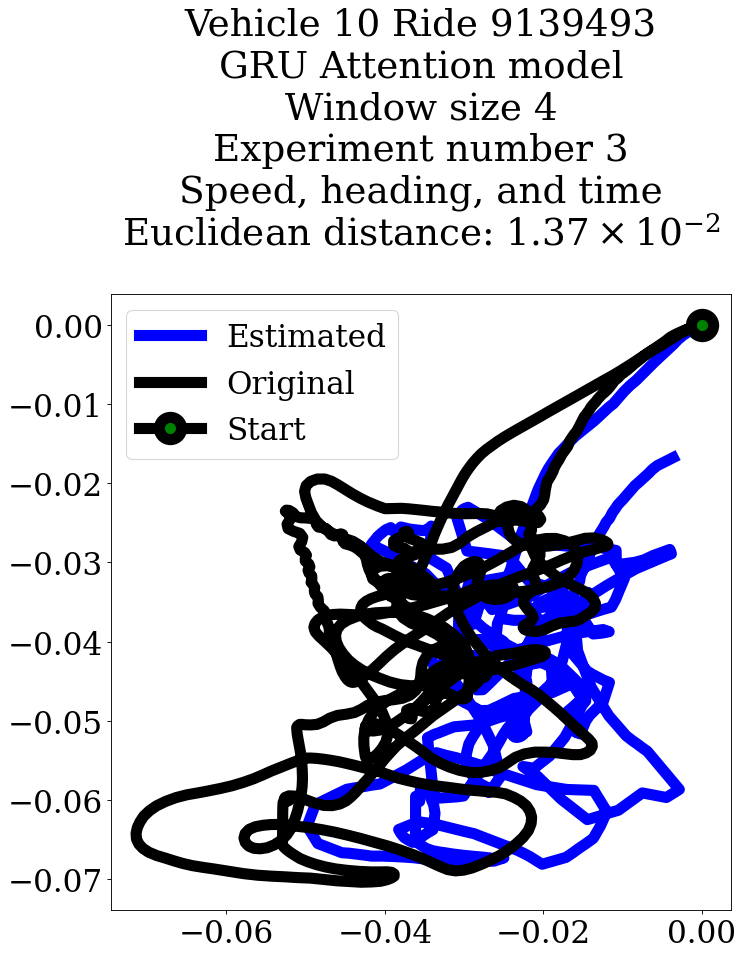 Vehicle 10 Ride 9139493
GRU Attention model
Window size 4
Experiment number 3
Speed, heading, and time
Euclidean distance: 1.37 × 10⁻²
Estimated
Original
Start
0.00
−0.01
−0.02
−0.03
−0.04
−0.05
−0.06
−0.07
−0.06 −0.04 −0.02 0.00